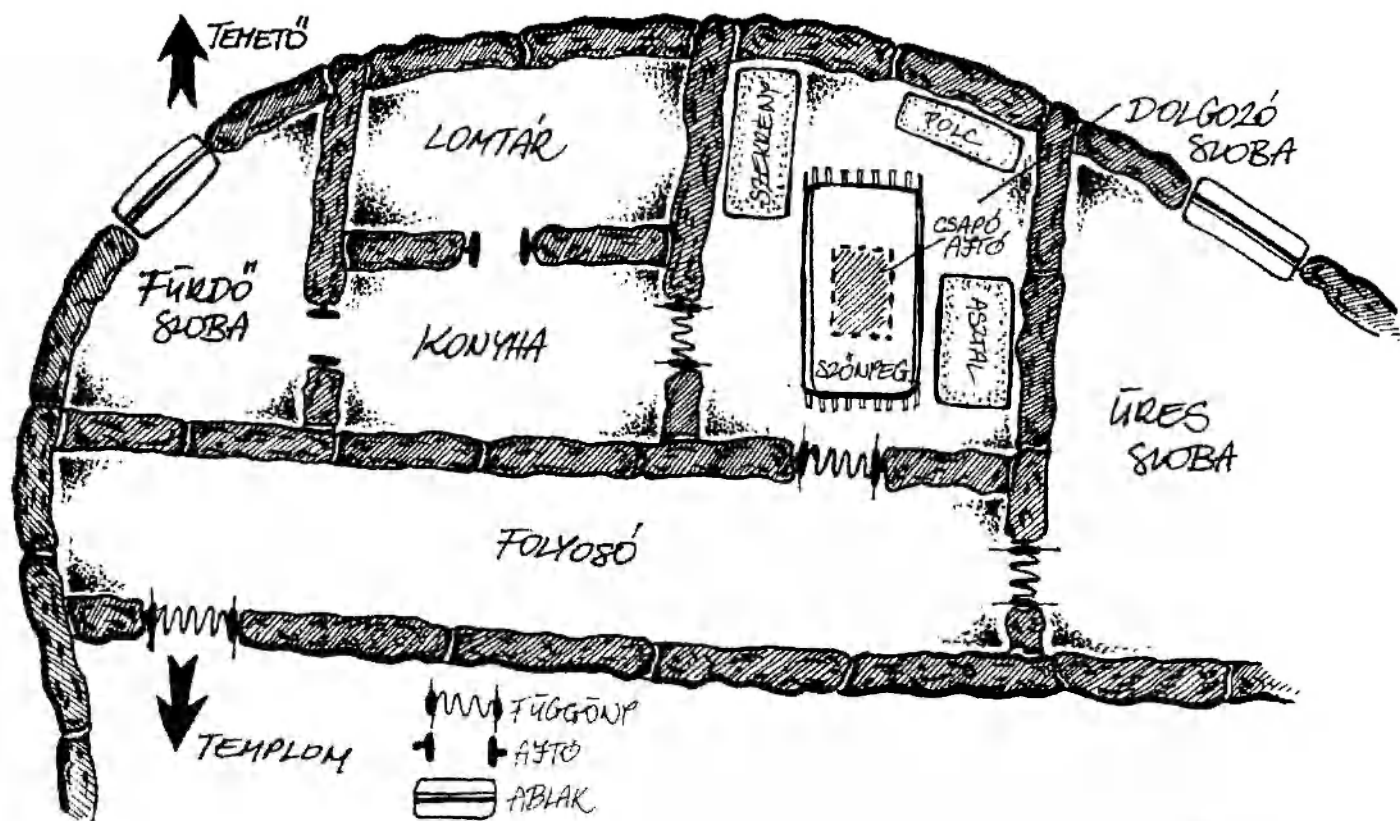 TEMETŐ
LOMTÁR
SZEKRÉNY
POLC
DOLGOZÓ
SZOBA
CSAPÓ
AJTÓ
FÜRDŐ
SZOBA
KONYHA
ASZTAL
SZŐNYEG
ÜRES
SZOBA
FOLYOSÓ
TEMPLOM
FÜGGÖNY
AJTÓ
ABLAK